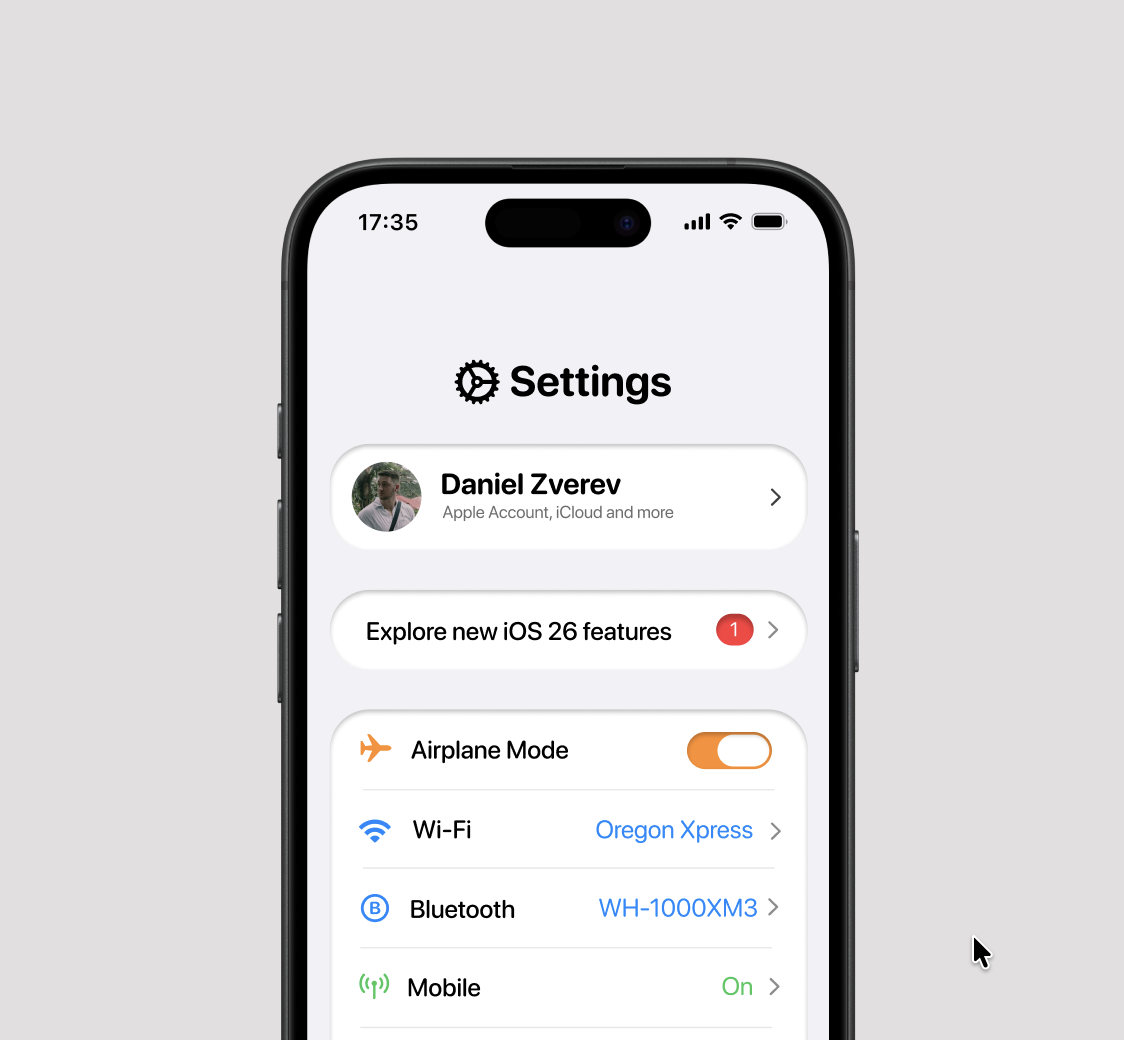 17:35
Settings
Daniel Zverev
Apple Account, iCloud and more
Explore new iOS 26 features 1
Airplane Mode
Wi-Fi Oregon Xpress
B Bluetooth WH-1000XM3
Mobile On